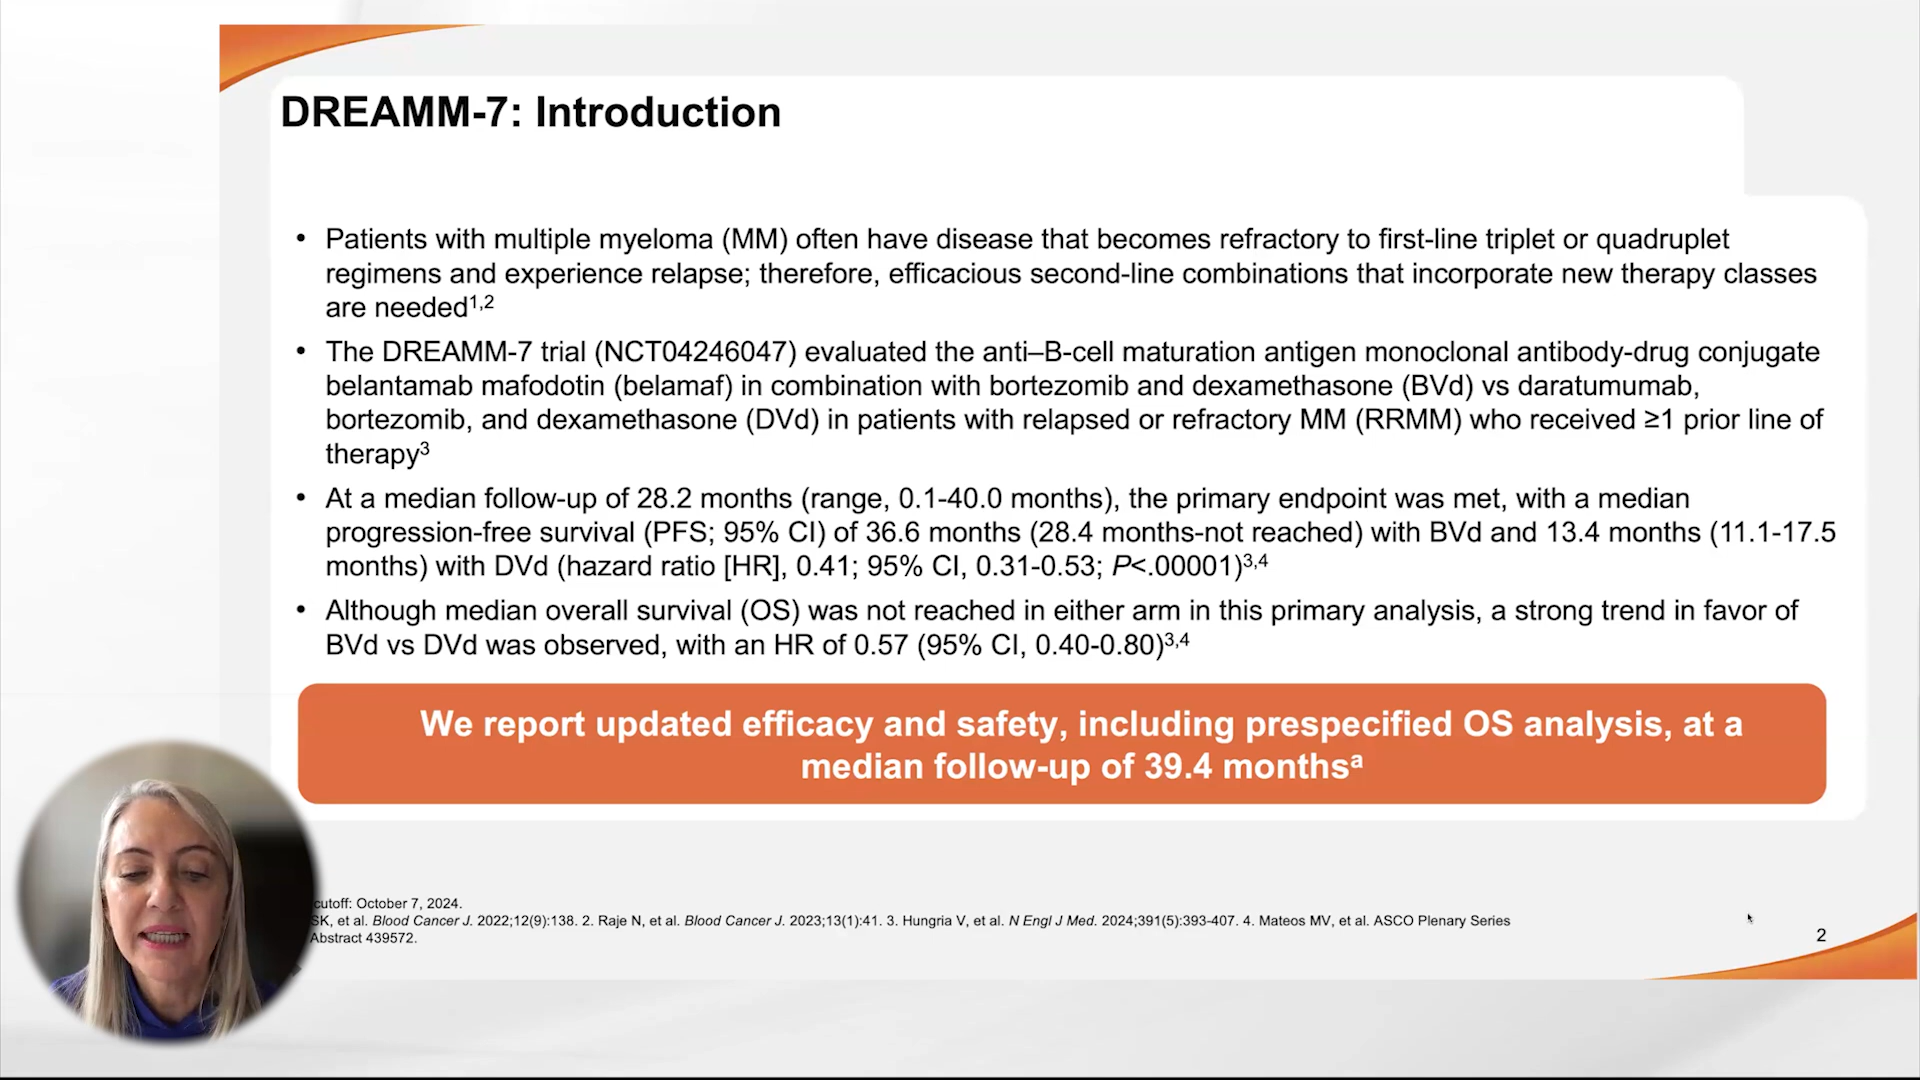 DREAMM-7: Introduction
• Patients with multiple myeloma (MM) often have disease that becomes refractory to first-line triplet or quadruplet
regimens and experience relapse; therefore, efficacious second-line combinations that incorporate new therapy classes
are needed1,2
• The DREAMM-7 trial (NCT04246047) evaluated the anti–B-cell maturation antigen monoclonal antibody-drug conjugate
belantamab mafodotin (belamaf) in combination with bortezomib and dexamethasone (BVd) vs daratumumab,
bortezomib, and dexamethasone (DVd) in patients with relapsed or refractory MM (RRMM) who received ≥1 prior line of
therapy3
• At a median follow-up of 28.2 months (range, 0.1-40.0 months), the primary endpoint was met, with a median
progression-free survival (PFS; 95% CI) of 36.6 months (28.4 months-not reached) with BVd and 13.4 months (11.1-17.5
months) with DVd (hazard ratio [HR], 0.41; 95% CI, 0.31-0.53; P<.00001)3,4
• Although median overall survival (OS) was not reached in either arm in this primary analysis, a strong trend in favor of
BVd vs DVd was observed, with an HR of 0.57 (95% CI, 0.40-0.80)3,4
We report updated efficacy and safety, including prespecified OS analysis, at a
median follow-up of 39.4 monthsa
cutoff: October 7, 2024.
SK, et al. Blood Cancer J. 2022;12(9):138. 2. Raje N, et al. Blood Cancer J. 2023;13(1):41. 3. Hungria V, et al. N Engl J Med. 2024;391(5):393-407. 4. Mateos MV, et al. ASCO Plenary Series
Abstract 439572.
2